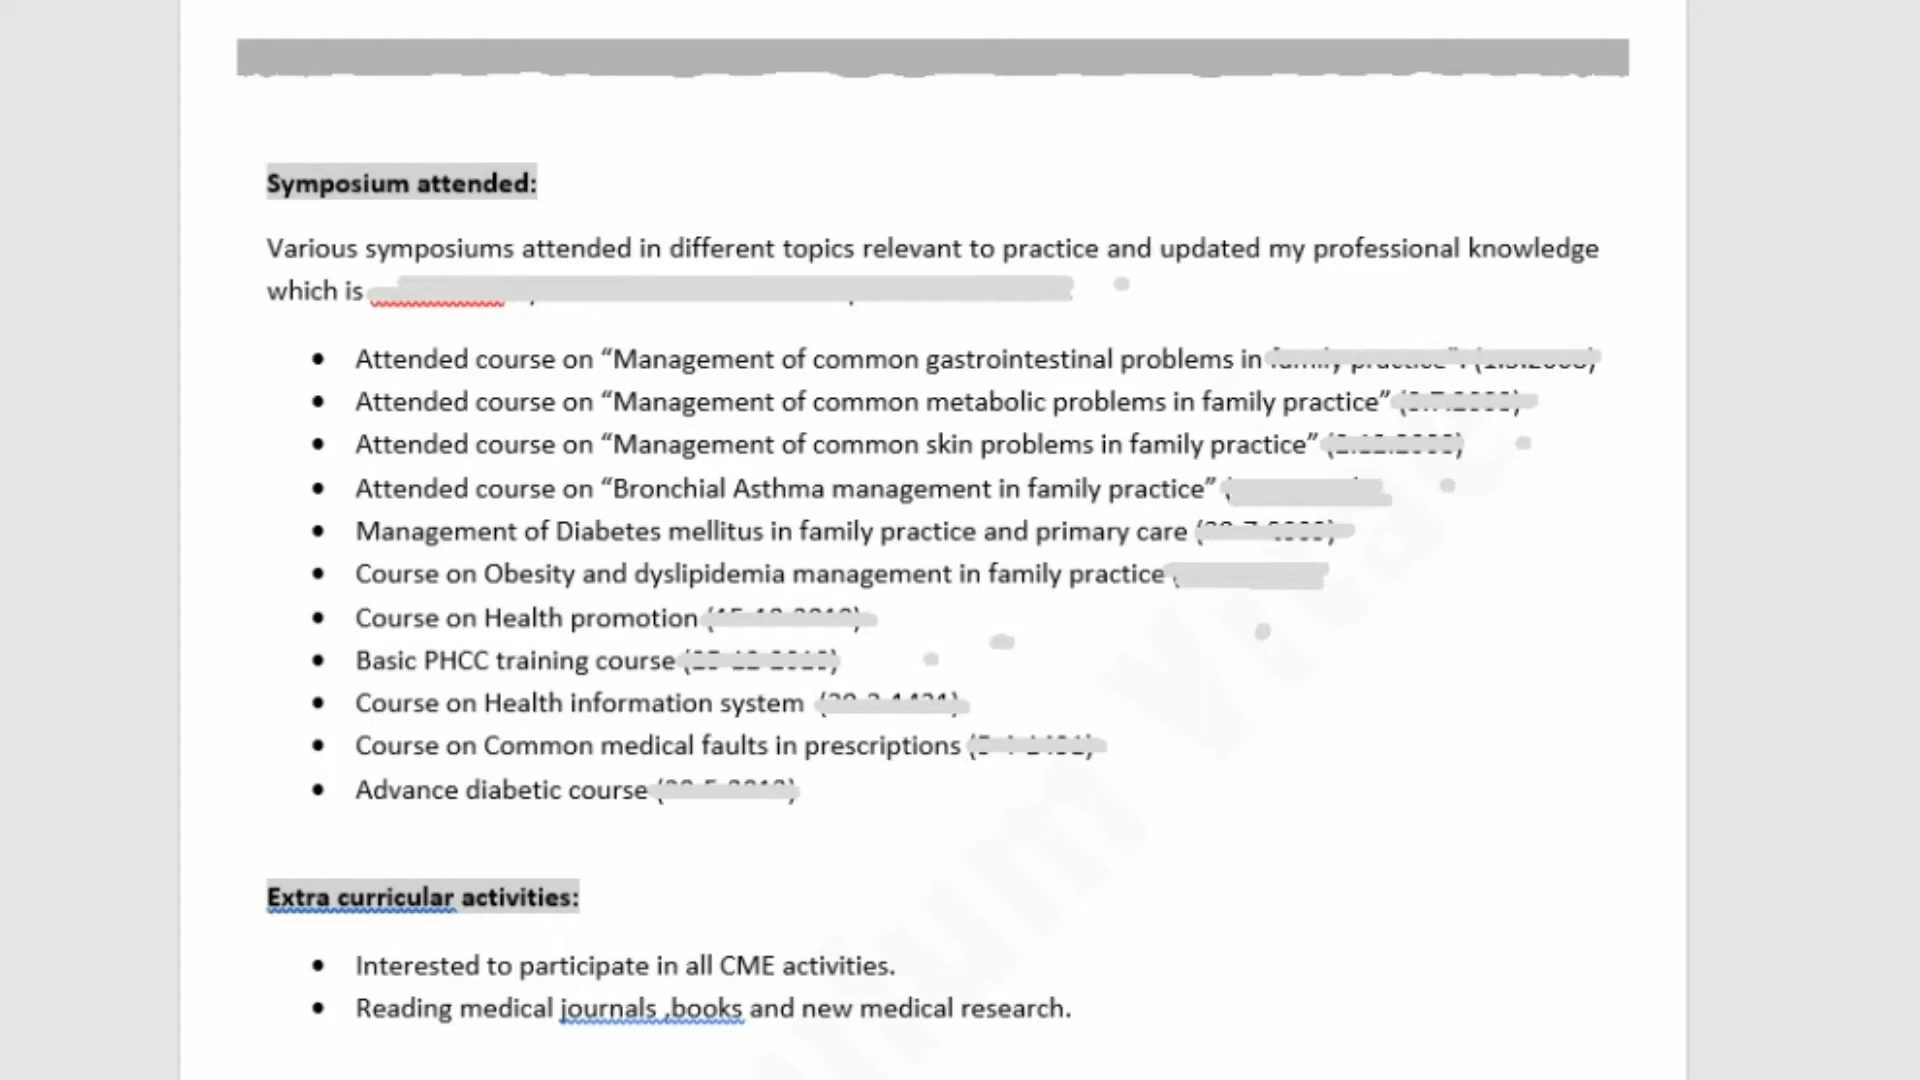 Symposium attended:
Various symposiums attended in different topics relevant to practice and updated my professional knowledge
which is
• Attended course on “Management of common gastrointestinal problems in
• Attended course on “Management of common metabolic problems in family practice”
• Attended course on “Management of common skin problems in family practice”
• Attended course on “Bronchial Asthma management in family practice”
• Management of Diabetes mellitus in family practice and primary care
• Course on Obesity and dyslipidemia management in family practice
• Course on Health promotion
• Basic PHCC training course
• Course on Health information system
• Course on Common medical faults in prescriptions
• Advance diabetic course
Extra curricular activities:
• Interested to participate in all CME activities.
• Reading medical journals ,books and new medical research.